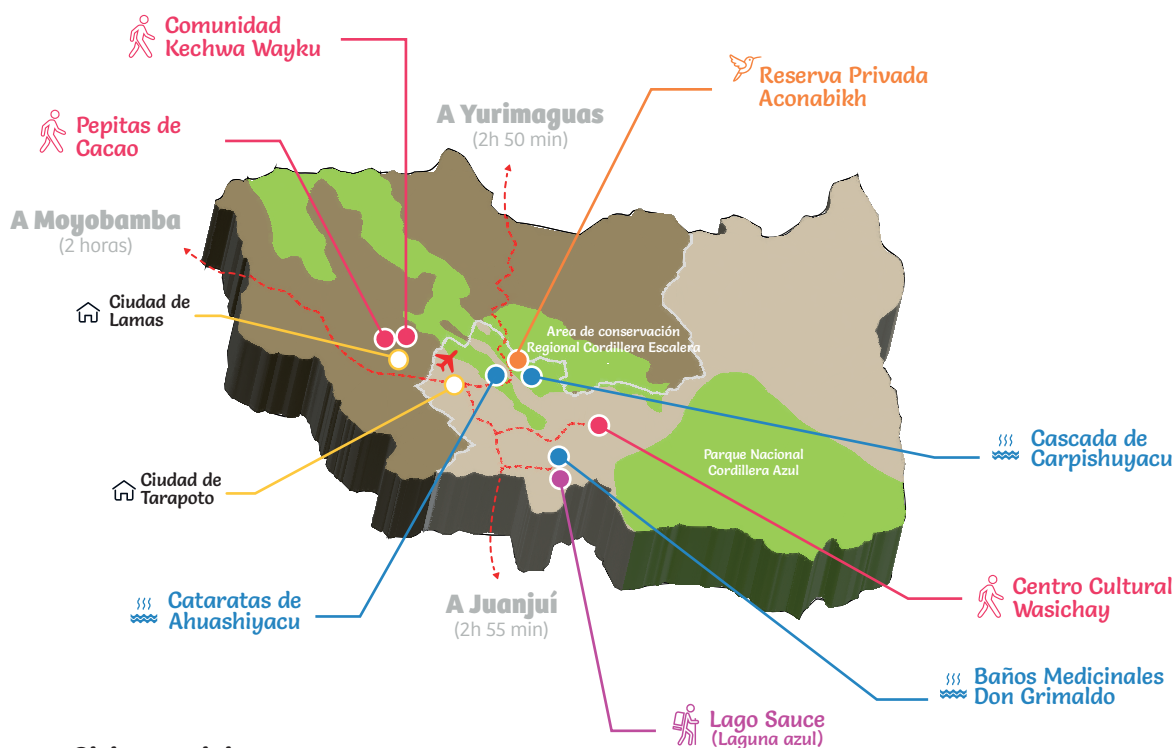 Comunidad
Kechwa Wayku
Reserva Privada
Aconabikh
A Yurimaguas
(2h 50 min)
Pepitas de
Cacao
A Moyobamba
(2 horas)
Ciudad de
Lamas
Area de conservación
Regional Cordillera Escalera
Parque Nacional
Cordillera Azul
Cascada de
Carpishuyacu
Ciudad de
Tarapoto
Cataratas de
Ahuashiyacu
A Juanjuí
(2h 55 min)
Centro Cultural
Wasichay
Baños Medicinales
Don Grimaldo
Lago Sauce
(Laguna azul)